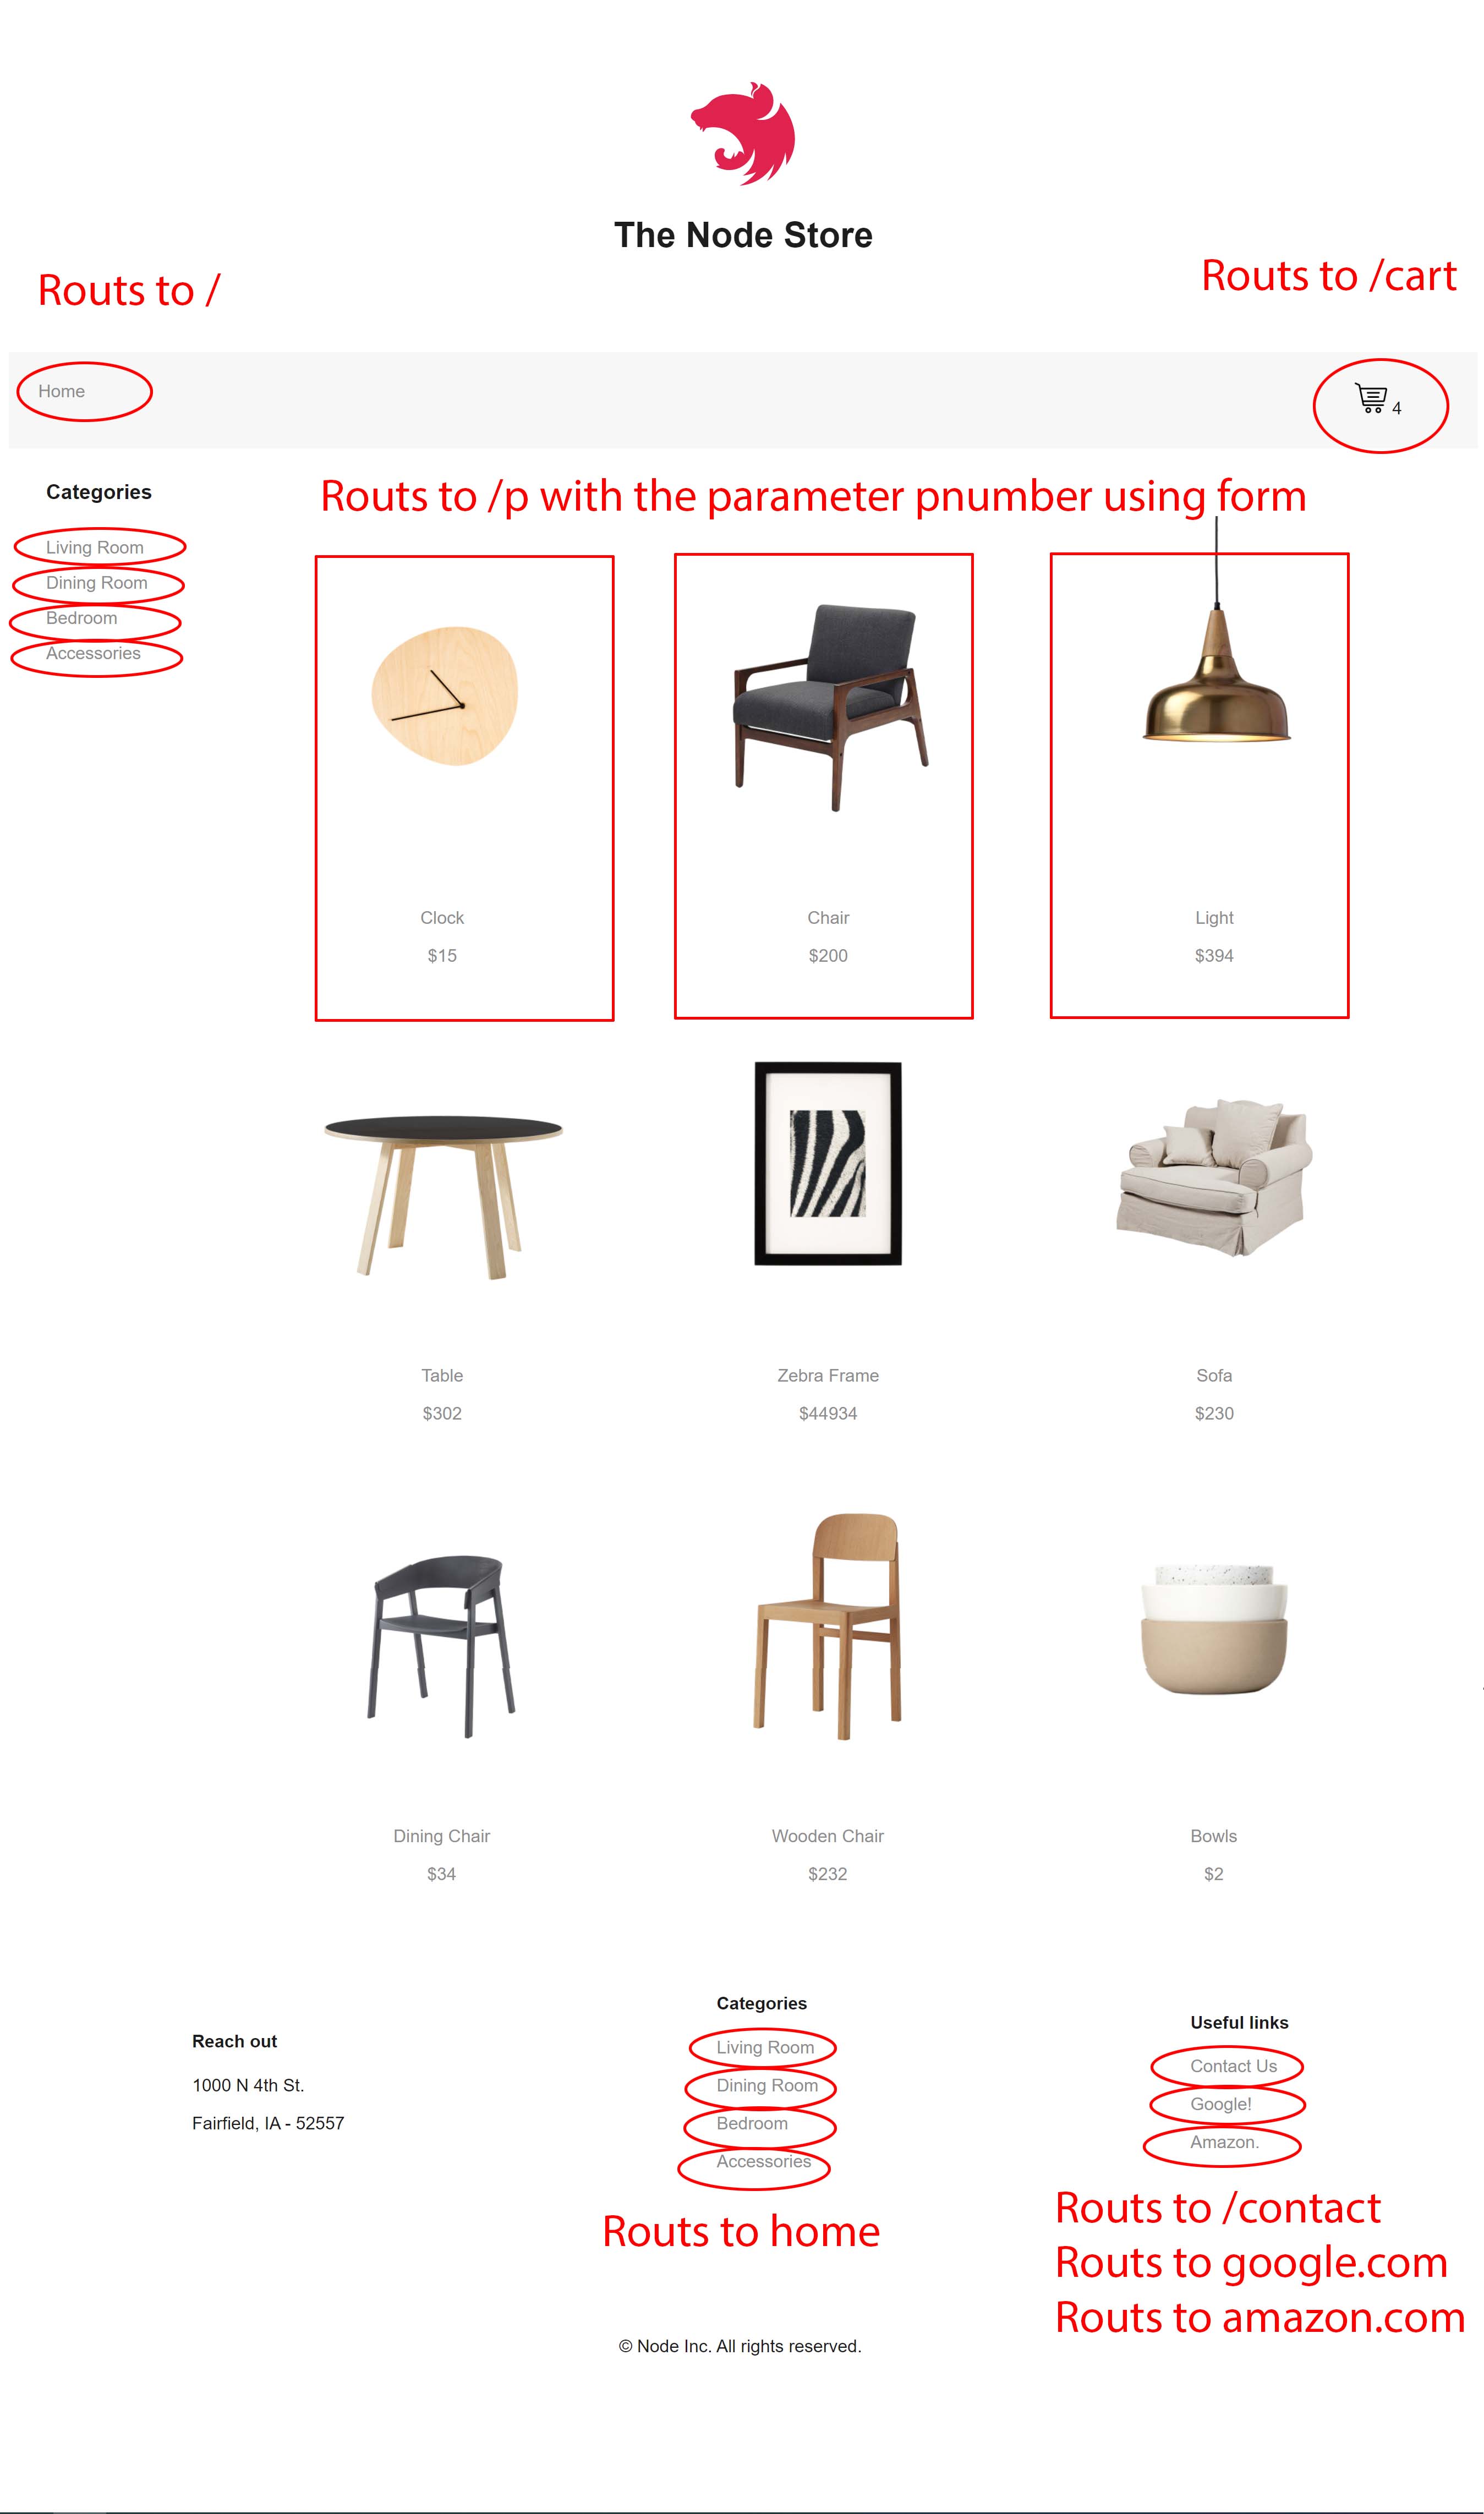 The Node Store
Routs to /
Routs to /cart
Home
4
Categories
Living Room
Dining Room
Bedroom
Accessories
Routs to /p with the parameter pnumber using form
Clock
$15
Chair
$200
Light
$394
Table
$302
Zebra Frame
$44934
Sofa
$230
Dining Chair
$34
Wooden Chair
$232
Bowls
$2
Reach out
1000 N 4th St.
Fairfield, IA - 52557
Categories
Living Room
Dining Room
Bedroom
Accessories
Routs to home
Useful links
Contact Us
Google!
Amazon.
Routs to /contact
Routs to google.com
Routs to amazon.com
© Node Inc. All rights reserved.